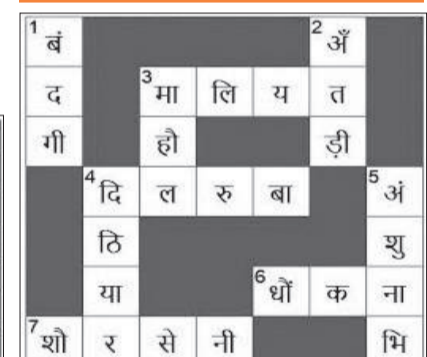 1 बं 2 अँ
द 3 मा लि य त
गी हौ ड़ी
4 दि ल रु बा 5 अं
ठि शु
या 6 धों क ना
7 शौ र से नी भि